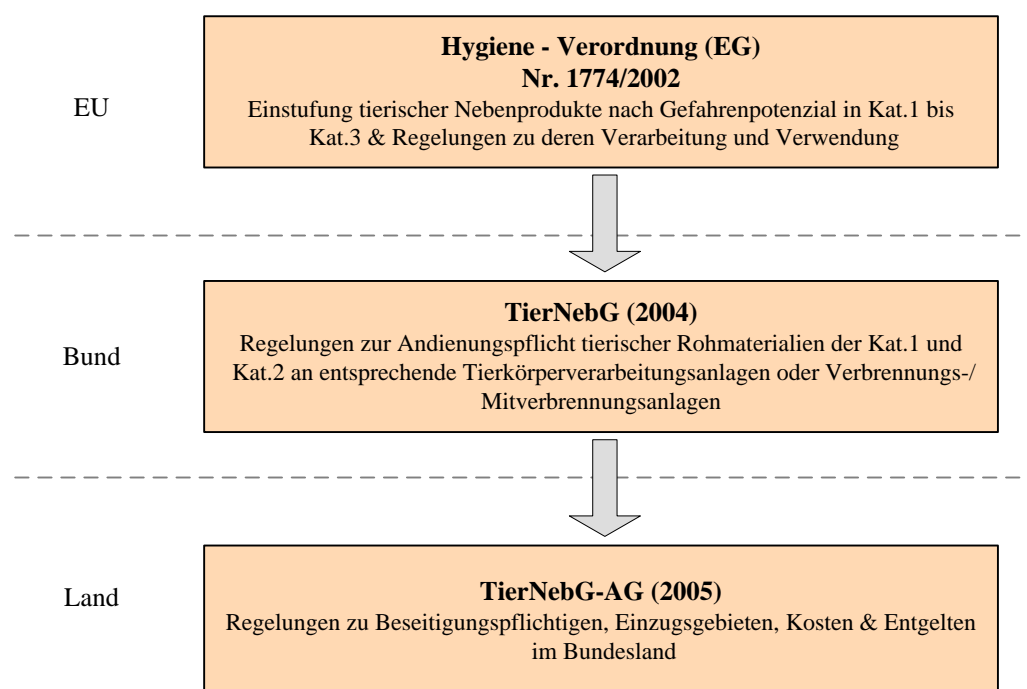 EU
Hygiene - Verordnung (EG)
Nr. 1774/2002
Einstufung tierischer Nebenprodukte nach Gefahrenpotenzial in Kat.1 bis
Kat.3 & Regelungen zu deren Verarbeitung und Verwendung
Bund
TierNebG (2004)
Regelungen zur Andienungspflicht tierischer Rohmaterialien der Kat.1 und
Kat.2 an entsprechende Tierkörperverarbeitungsanlagen oder Verbrennungs-/
Mitverbrennungsanlagen
Land
TierNebG-AG (2005)
Regelungen zu Beseitigungspflichtigen, Einzugsgebieten, Kosten & Entgelten
im Bundesland